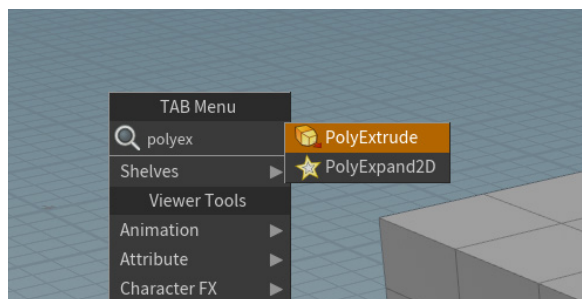 TAB Menu
polyex
PolyExtrude
PolyExpand2D
Shelves
Viewer Tools
Animation
Attribute
Character FX